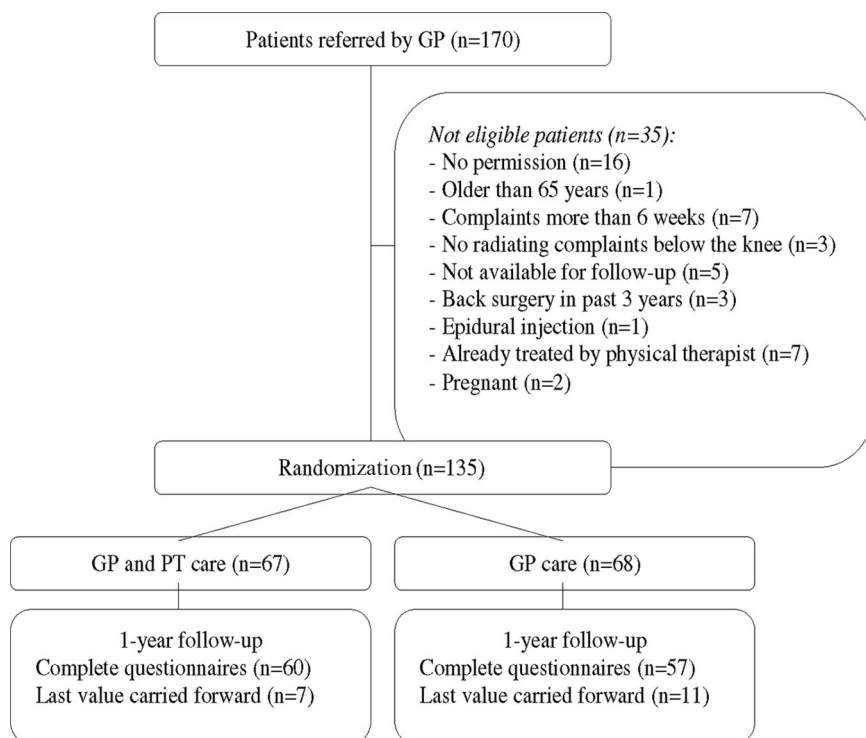 Patients referred by GP (n=170)
Not eligible patients (n=35):
- No permission (n=16)
- Older than 65 years (n=1)
- Complaints more than 6 weeks (n=7)
- No radiating complaints below the knee (n=3)
- Not available for follow-up (n=5)
- Back surgery in past 3 years (n=3)
- Epidural injection (n=1)
- Already treated by physical therapist (n=7)
- Pregnant (n=2)
Randomization (n=135)
GP and PT care (n=67)
GP care (n=68)
1-year follow-up
Complete questionnaires (n=60)
Last value carried forward (n=7)
1-year follow-up
Complete questionnaires (n=57)
Last value carried forward (n=11)